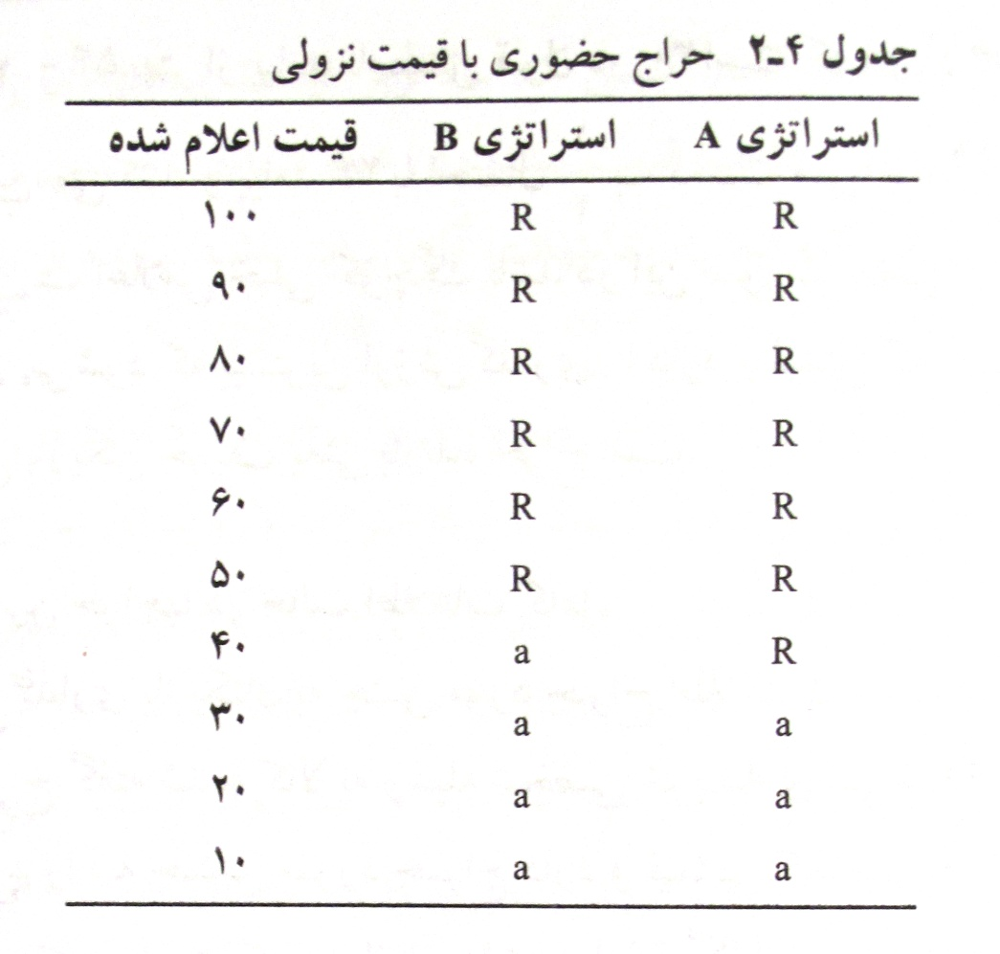 جدول ۴ـ۲ حراج حضوری با قیمت نزولی
استراتژی A استراتژی B قیمت اعلام شده
R R ۱۰۰
R R ۹۰
R R ۸۰
R R ۷۰
R R ۶۰
R R ۵۰
R a ۴۰
a a ۳۰
a a ۲۰
a a ۱۰